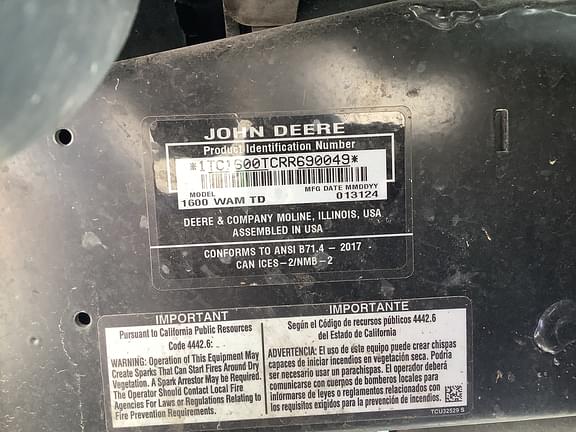 JOHN DEERE
Product Identification Number
*1TC1600TCRR690049*
MODEL MFG DATE MMDDYY
1600 WAM TD 013124
DEERE & COMPANY MOLINE, ILLINOIS, USA
ASSEMBLED IN USA
CONFORMS TO ANSI B71.4 - 2017
CAN ICES-2/NMB-2
IMPORTANT
Pursuant to California Public Resources
Code 4442.6:
WARNING: Operation of This Equipment May
Create Sparks That Can Start Fires Around Dry
Vegetation. A Spark Arrestor May be Required.
The Operator Should Contact Local Fire
Agencies For Laws or Regulations Relating to
Fire Prevention Requirements.
IMPORTANTE
Según el Código de recursos públicos 4442.6
del Estado de California
ADVERTENCIA: El uso de este equipo puede crear chispas
capaces de iniciar incendios en vegetación seca. Podría
ser necesario usar un parachispas. El operador deberá
comunicarse con cuerpos de bomberos locales para
informarse de leyes o reglamentos relacionados con
los requisitos exigidos para la prevención de incendios.
TCU32529 S